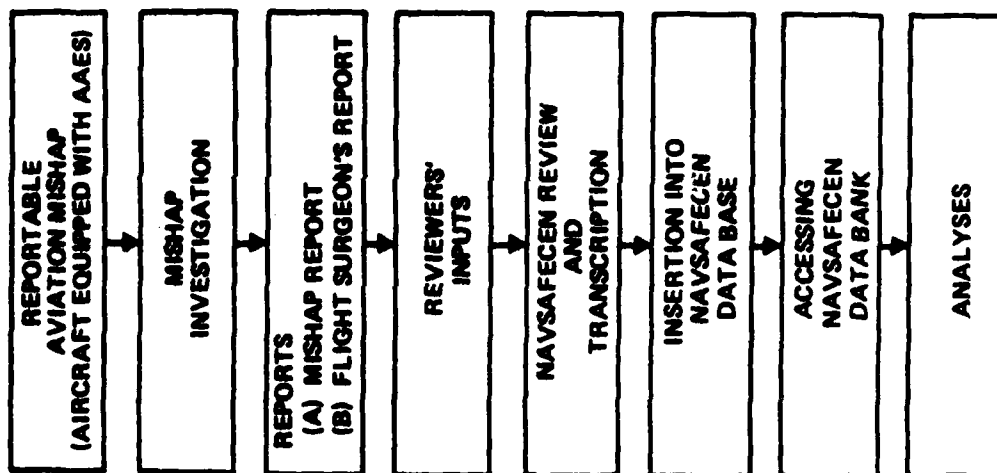 REPORTABLE
AVIATION MISHAP
(AIRCRAFT EQUIPPED WITH AAES)
MISHAP
INVESTIGATION
REPORTS
(A) MISHAP REPORT
(B) FLIGHT SURGEON'S REPORT
REVIEWERS'
INPUTS
NAVSAFECEN REVIEW
AND
TRANSCRIPTION
INSERTION INTO
NAVSAFECEN
DATA BASE
ACCESSING
NAVSAFECEN
DATA BANK
ANALYSES